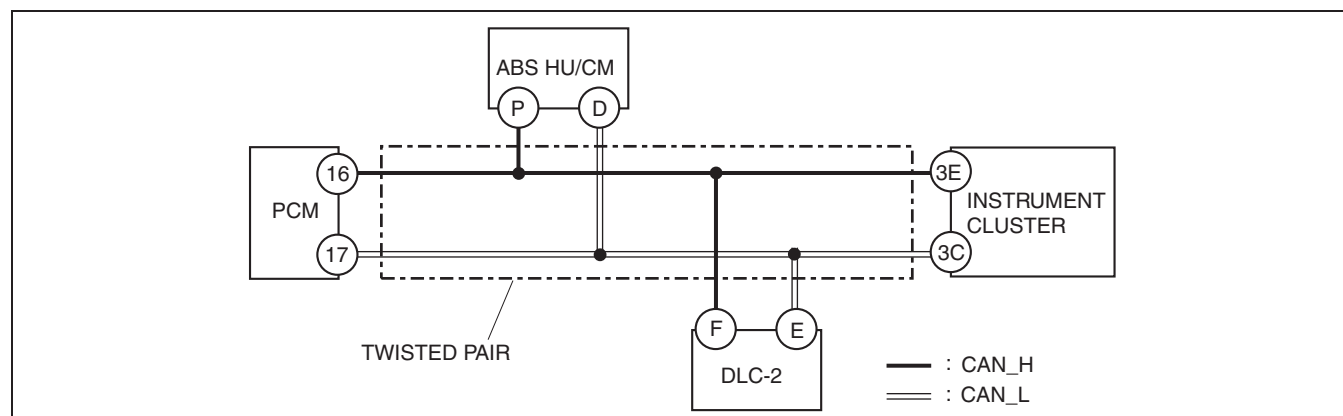 ABS HU/CM
P
D
16
3E
PCM
INSTRUMENT
CLUSTER
17
3C
F
E
TWISTED PAIR
DLC-2
: CAN_H
: CAN_L